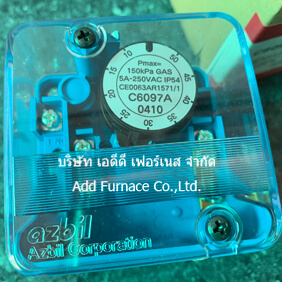 Pmax=
150kPa GAS
5A-250VAC IP54
CE0063AR1571/1
C6097A
0410
บริษัท เอดีดี เฟอร์เนส จำกัด
Add Furnace Co.,Ltd.
azbil
Azbil Corporation